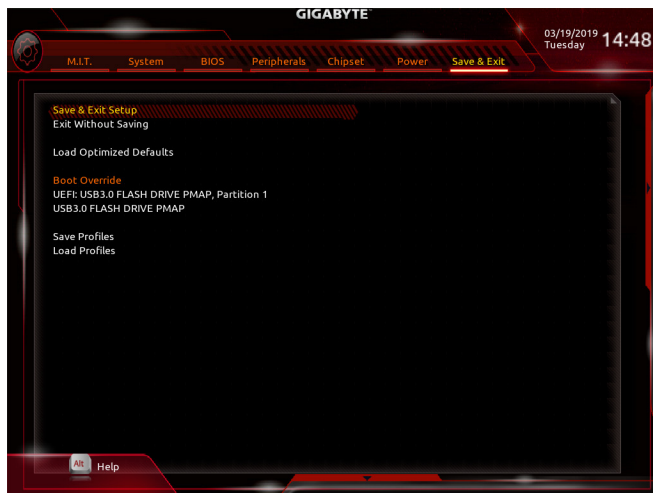 GIGABYTE™
03/19/2019
Tuesday
14:48
M.I.T. System BIOS Peripherals Chipset Power Save & Exit
Save & Exit Setup
Exit Without Saving
Load Optimized Defaults
Boot Override
UEFI: USB3.0 FLASH DRIVE PMAP, Partition 1
USB3.0 FLASH DRIVE PMAP
Save Profiles
Load Profiles
Alt Help